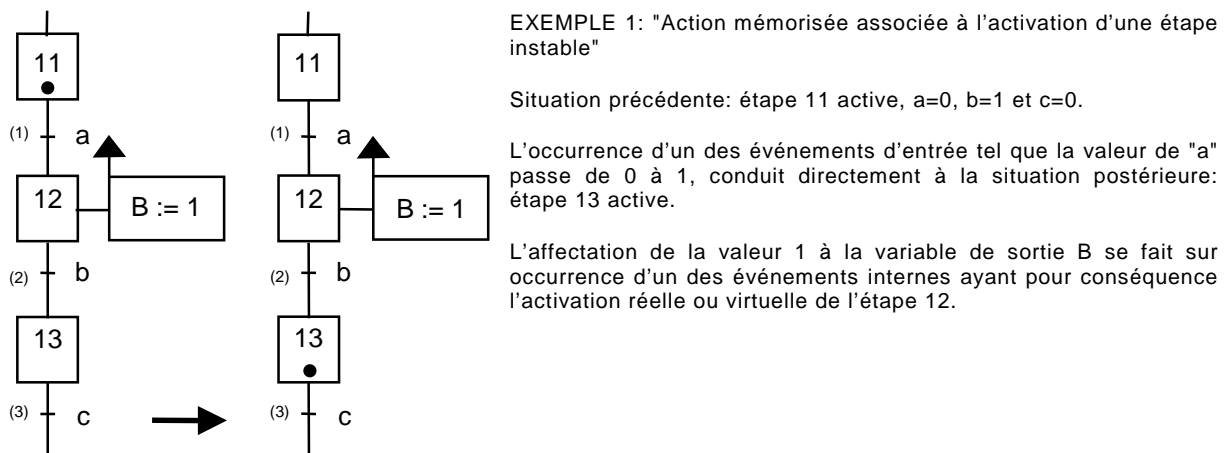 11
(1) a
12 B := 1
(2) b
13
(3) c
11
(1) a
12 B := 1
(2) b
13
(3) c
EXEMPLE 1: "Action mémorisée associée à l’activation d’une étape
instable"
Situation précédente: étape 11 active, a=0, b=1 et c=0.
L’occurrence d’un des événements d’entrée tel que la valeur de "a"
passe de 0 à 1, conduit directement à la situation postérieure:
étape 13 active.
L’affectation de la valeur 1 à la variable de sortie B se fait sur
occurrence d’un des événements internes ayant pour conséquence
l’activation réelle ou virtuelle de l’étape 12.